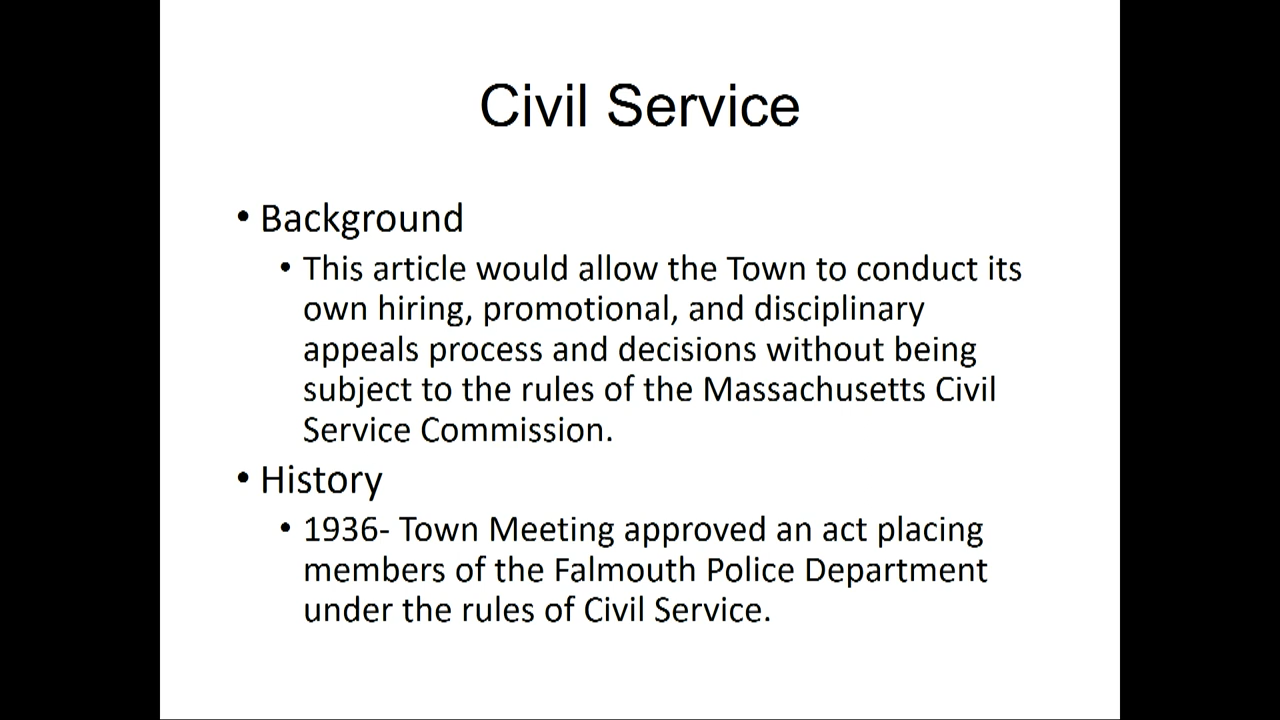 Civil Service
• Background
• This article would allow the Town to conduct its
own hiring, promotional, and disciplinary
appeals process and decisions without being
subject to the rules of the Massachusetts Civil
Service Commission.
• History
• 1936- Town Meeting approved an act placing
members of the Falmouth Police Department
under the rules of Civil Service.